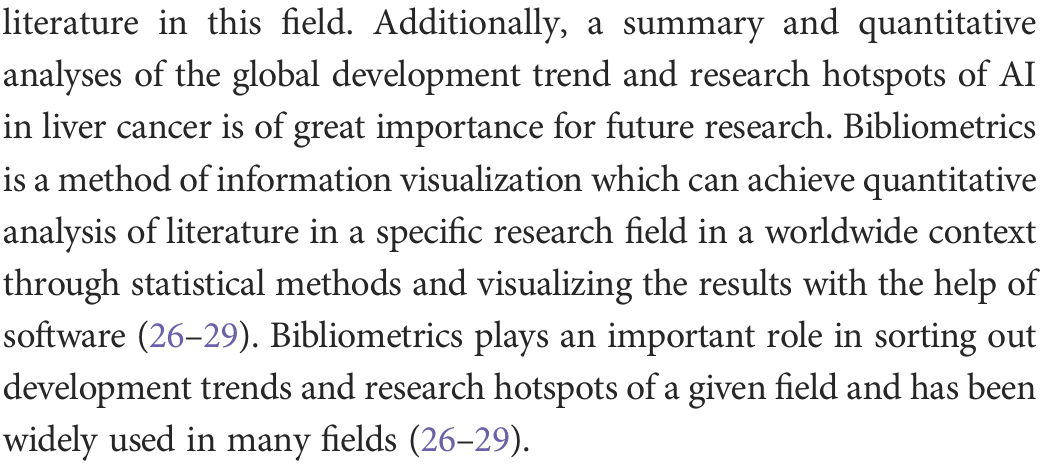 literature in this field. Additionally, a summary and quantitative
analyses of the global development trend and research hotspots of AI
in liver cancer is of great importance for future research. Bibliometrics
is a method of information visualization which can achieve quantitative
analysis of literature in a specific research field in a worldwide context
through statistical methods and visualizing the results with the help of
software (26–29). Bibliometrics plays an important role in sorting out
development trends and research hotspots of a given field and has been
widely used in many fields (26–29).